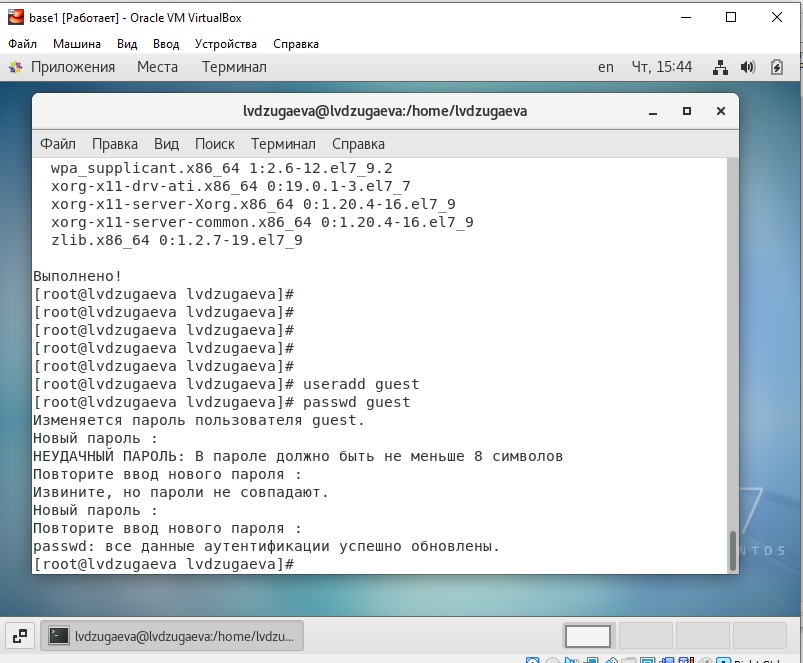 base1 [Работает] - Oracle VM VirtualBox
Файл Машина Вид Ввод Устройства Справка
Приложения Места Терминал en Чт, 15:44
lvdzugaeva@lvdzugaeva:/home/lvdzugaeva
Файл Правка Вид Поиск Терминал Справка
wpa_supplicant.x86_64 1:2.6-12.el7_9.2
xorg-x11-drv-ati.x86_64 0:19.0.1-3.el7_7
xorg-x11-server-Xorg.x86_64 0:1.20.4-16.el7_9
xorg-x11-server-common.x86_64 0:1.20.4-16.el7_9
zlib.x86_64 0:1.2.7-19.el7_9
Выполнено!
[root@lvdzugaeva lvdzugaeva]#
[root@lvdzugaeva lvdzugaeva]#
[root@lvdzugaeva lvdzugaeva]#
[root@lvdzugaeva lvdzugaeva]#
[root@lvdzugaeva lvdzugaeva]#
[root@lvdzugaeva lvdzugaeva]# useradd guest
[root@lvdzugaeva lvdzugaeva]# passwd guest
Изменяется пароль пользователя guest.
Новый пароль :
НЕУДАЧНЫЙ ПАРОЛЬ: В пароле должно быть не меньше 8 символов
Повторите ввод нового пароля :
Извините, но пароли не совпадают.
Новый пароль :
Повторите ввод нового пароля :
passwd: все данные аутентификации успешно обновлены.
[root@lvdzugaeva lvdzugaeva]#
7
NTOS
lvdzugaeva@lvdzugaeva:/home/lvdzu...